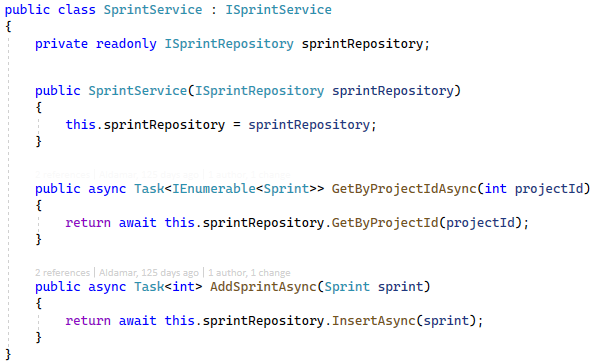 public class SprintService : ISprintService
{
private readonly ISprintRepository sprintRepository;
public SprintService(ISprintRepository sprintRepository)
{
this.sprintRepository = sprintRepository;
}
public async Task<IEnumerable<Sprint>> GetByProjectIdAsync(int projectId)
{
return await this.sprintRepository.GetByProjectId(projectId);
}
2 references | Aldamar, 125 days ago | 1 author, 1 change
public async Task<int> AddSprintAsync(Sprint sprint)
{
return await this.sprintRepository.InsertAsync(sprint);
}
}